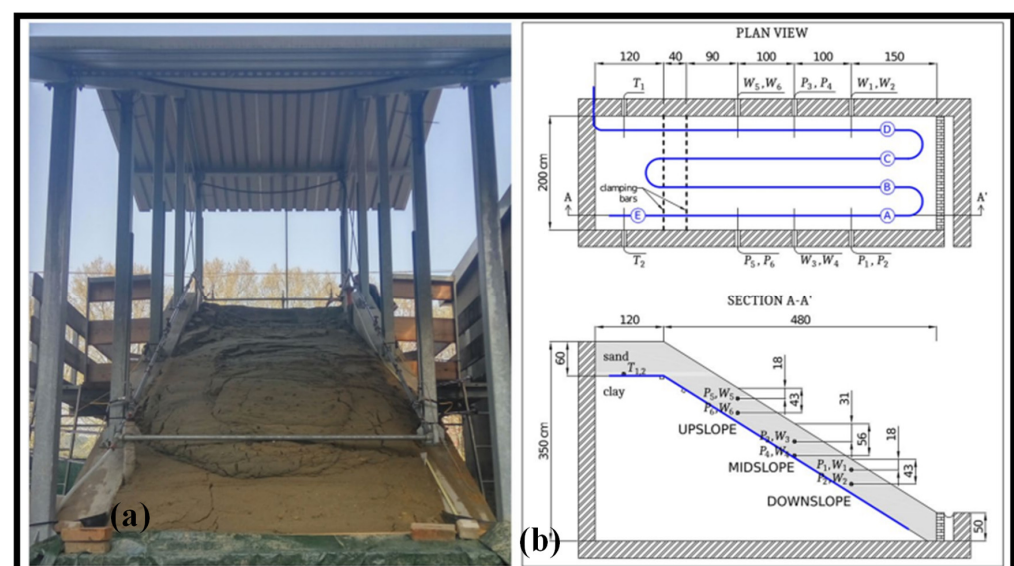 (a)
PLAN VIEW
120 40 90 100 100 150
T1 W5,W6 P3,P4 W1,W2
D
C
200 cm
clamping
bars
B
A A'
E A
T2 P5,P6 W3,W4 P1,P2
SECTION A-A'
120 480
60
sand
T1,2
clay
18
P5,W5
43
P6,W6
31
UPSLOPE
P3,W3
56
18
P4,W4
P1,W1
43
MIDSLOPE
P2,W2
350 cm
DOWNSLOPE
50
(b)